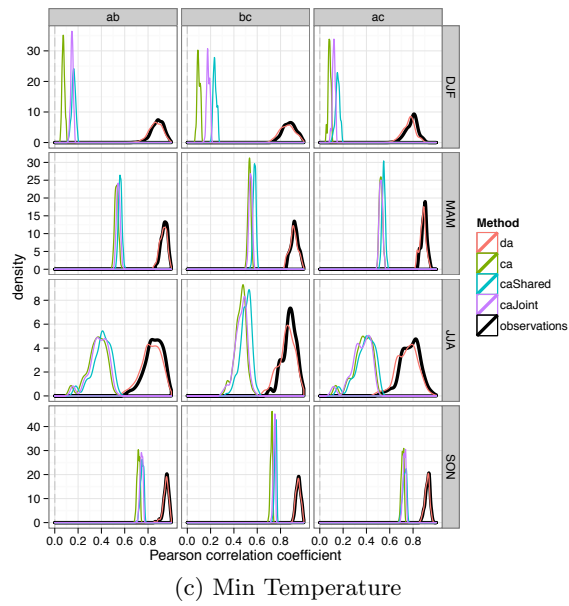 ab bc ac
30
20
10
0
DJF
30
25
20
15
10
5
0
MAM
8
6
4
2
0
JJA
40
30
20
10
0
SON
density
0.0 0.2 0.4 0.6 0.8 0.0 0.2 0.4 0.6 0.8 0.0 0.2 0.4 0.6 0.8
Pearson correlation coefficient
Method
da
ca
caShared
caJoint
observations
(c) Min Temperature